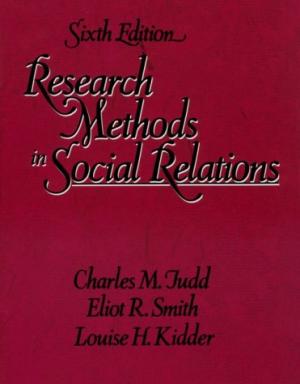 Sixth Edition
Research
Methods
in Social Relations
Charles M. Judd
Eliot R. Smith
Louise H. Kidder